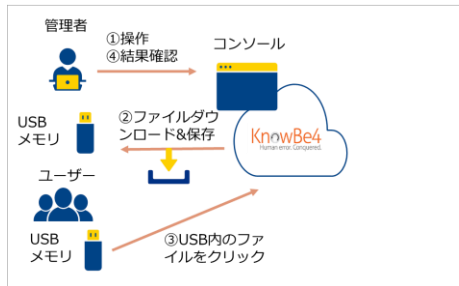 管理者
①操作
④結果確認
コンソール
USB
メモリ
②ファイルダウ
ンロード&保存
KnowBe4
Human error. Conquered.
ユーザー
USB
メモリ
③USB内のファ
イルをクリック